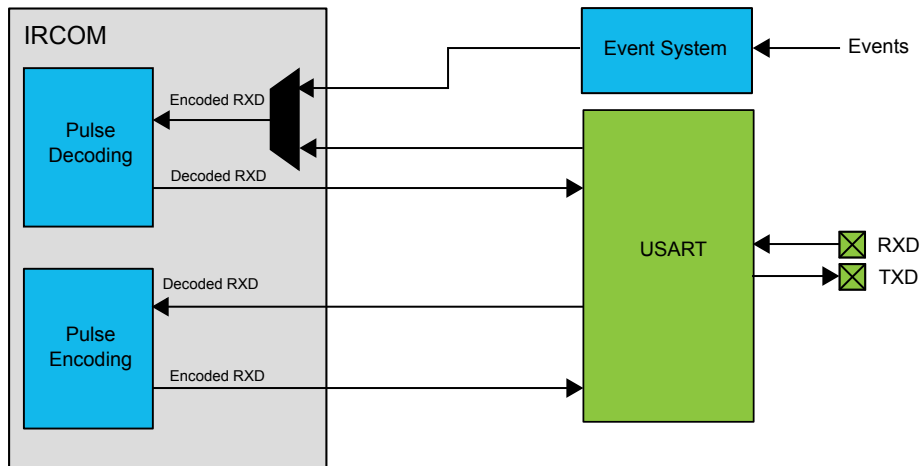 IRCOM
Event System
Events
Encoded RXD
Pulse
Decoding
Decoded RXD
USART
RXD
TXD
Decoded RXD
Pulse
Encoding
Encoded RXD